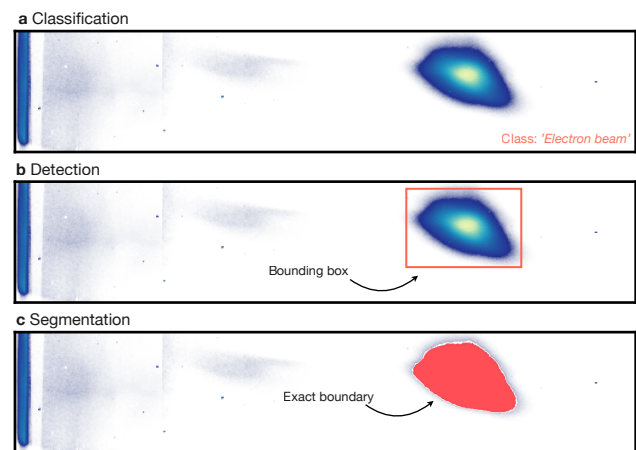 a Classification
Class: 'Electron beam'
b Detection
Bounding box
c Segmentation
Exact boundary